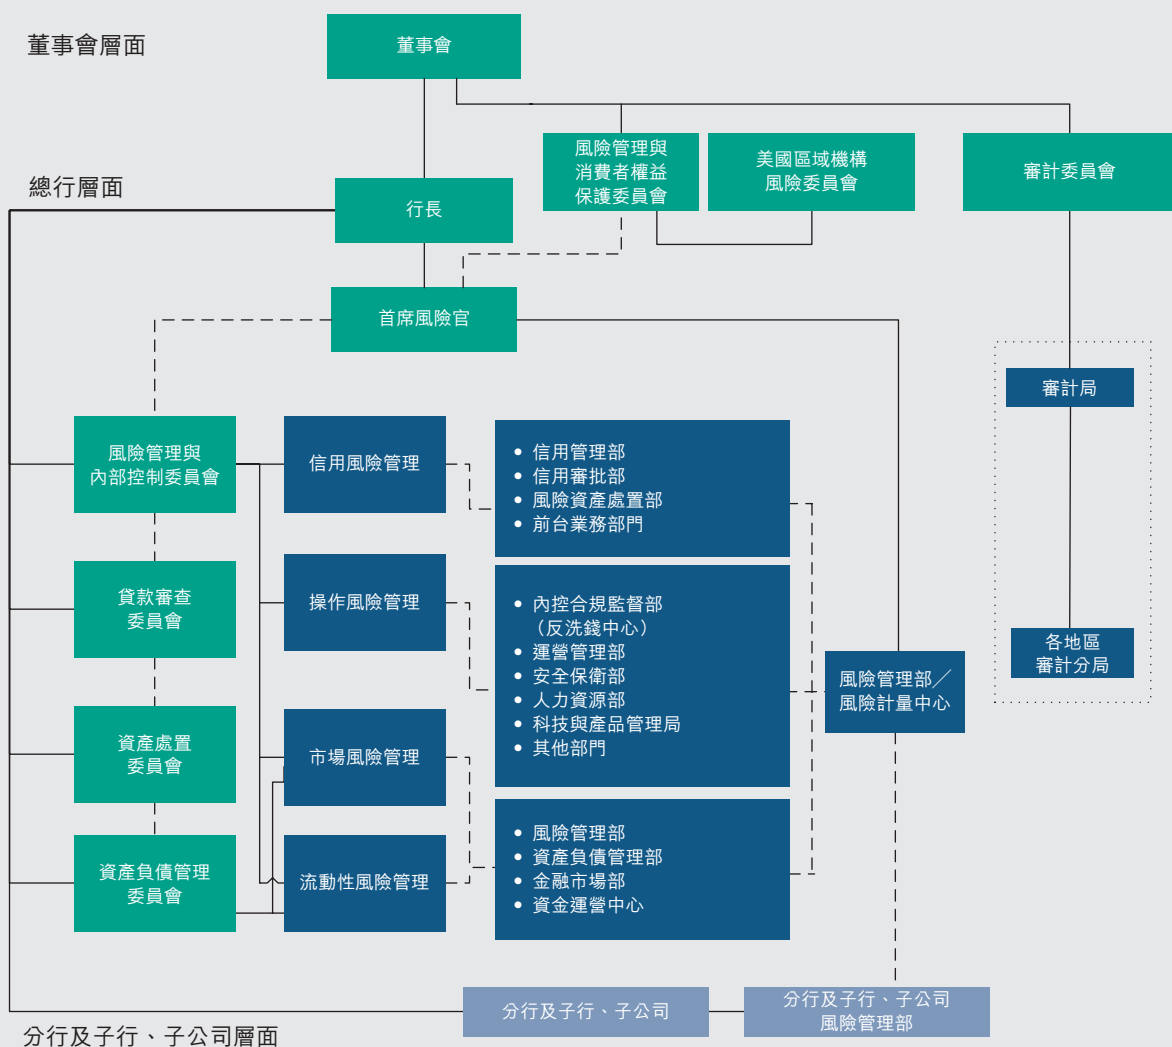 董事會層面
董事會
風險管理與
消費者權益
保護委員會
美國區域機構
風險委員會
審計委員會
總行層面
行長
首席風險官
審計局
各地區
審計分局
風險管理與
內部控制委員會
貸款審查
委員會
資產處置
委員會
資產負債管理
委員會
信用風險管理
操作風險管理
市場風險管理
流動性風險管理
• 信用管理部
• 信用審批部
• 風險資產處置部
• 前台業務部門
• 內控合規監督部
（反洗錢中心）
• 運營管理部
• 安全保衛部
• 人力資源部
• 科技與產品管理局
• 其他部門
• 風險管理部
• 資產負債管理部
• 金融市場部
• 資金運營中心
風險管理部／
風險計量中心
分行及子行、子公司
分行及子行、子公司
風險管理部
分行及子行、子公司層面